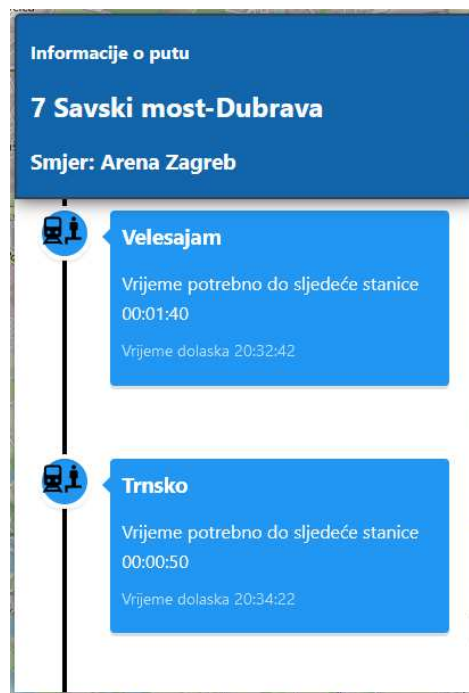 Informacije o putu
7 Savski most-Dubrava
Smjer: Arena Zagreb
Velesajam
Vrijeme potrebno do sljedeće stanice
00:01:40
Vrijeme dolaska 20:32:42
Trnsko
Vrijeme potrebno do sljedeće stanice
00:00:50
Vrijeme dolaska 20:34:22